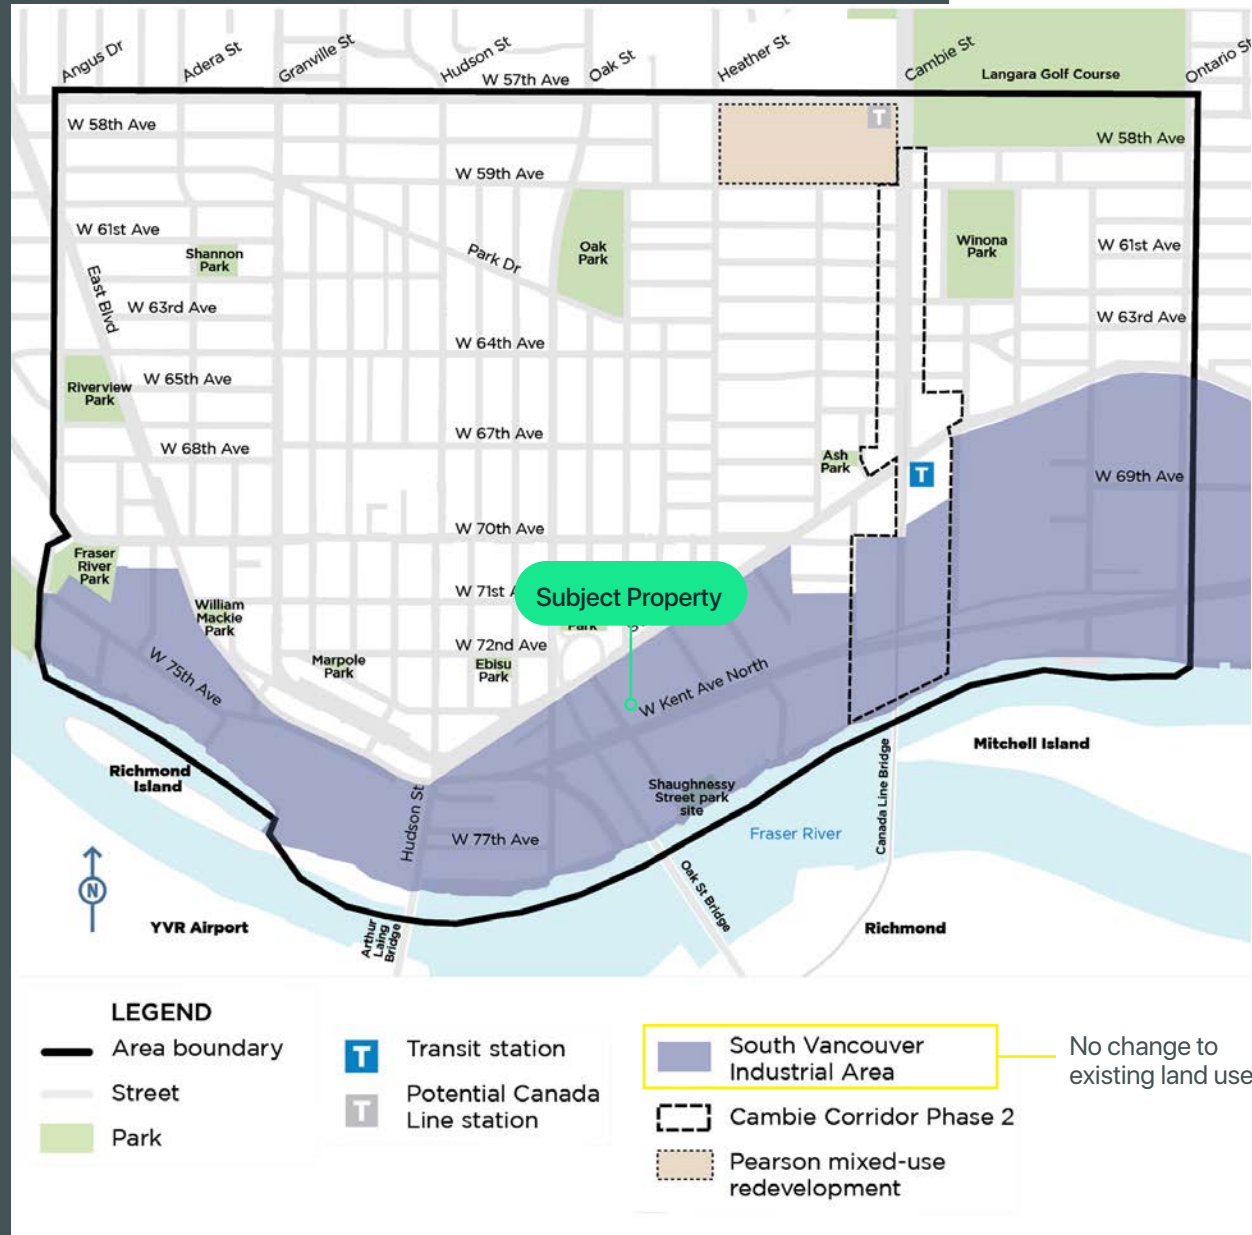 Angus Dr
Adera St
Granville St
Hudson St
Oak St
Heather St
Cambie St
Ontario St
W 57th Ave
Langara Golf Course
W 58th Ave
W 58th Ave
W 59th Ave
W 61st Ave
Shannon
Park
Park Dr
Oak
Park
Winona
Park
W 61st Ave
East Blvd
W 63rd Ave
W 63rd Ave
W 64th Ave
Riverview
Park
W 65th Ave
W 67th Ave
W 68th Ave
Ash
Park
T
T
W 69th Ave
W 70th Ave
Fraser
River
Park
W 71st A
Subject Property
William
Mackie
Park
Park
W 72nd Ave
Marpole
Park
Ebisu
Park
W 75th Ave
W Kent Ave North
Richmond
Island
Mitchell Island
Shaughnessy
Street park
site
Hudson St
W 77th Ave
Fraser River
Canada Line Bridge
Oak St Bridge
N
YVR Airport
Arthur
Laing
Bridge
Richmond
LEGEND
Area boundary
Street
Park
T Transit station
T Potential Canada
Line station
South Vancouver
Industrial Area
Cambie Corridor Phase 2
Pearson mixed-use
redevelopment
No change to
existing land use